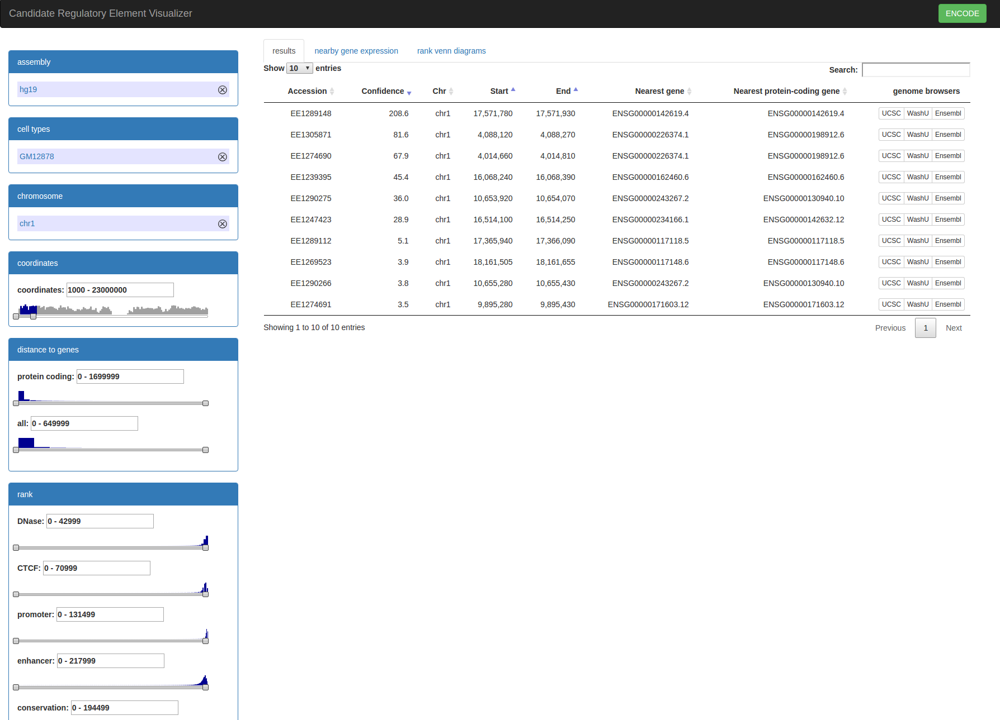 Candidate Regulatory Element Visualizer
ENCODE
assembly
hg19
cell types
GM12878
chromosome
chr1
coordinates
coordinates: 1000 - 23000000
distance to genes
protein coding: 0 - 1699999
all: 0 - 649999
rank
DNase: 0 - 42999
CTCF: 0 - 70999
promoter: 0 - 131499
enhancer: 0 - 217999
conservation: 0 - 194499
results nearby gene expression rank venn diagrams
Show 10 entries Search:
Accession Confidence Chr Start End Nearest gene Nearest protein-coding gene genome browsers
EE1289148 208.6 chr1 17,571,780 17,571,930 ENSG00000142619.4 ENSG00000142619.4 UCSC WashU Ensembl
EE1305871 81.6 chr1 4,088,120 4,088,270 ENSG00000226374.1 ENSG00000198912.6 UCSC WashU Ensembl
EE1274690 67.9 chr1 4,014,660 4,014,810 ENSG00000226374.1 ENSG00000198912.6 UCSC WashU Ensembl
EE1239395 45.4 chr1 16,068,240 16,068,390 ENSG00000162460.6 ENSG00000162460.6 UCSC WashU Ensembl
EE1290275 36.0 chr1 10,653,920 10,654,070 ENSG00000243267.2 ENSG00000130940.10 UCSC WashU Ensembl
EE1247423 28.9 chr1 16,514,100 16,514,250 ENSG00000234166.1 ENSG00000142632.12 UCSC WashU Ensembl
EE1289112 5.1 chr1 17,365,940 17,366,090 ENSG00000117118.5 ENSG00000117118.5 UCSC WashU Ensembl
EE1269523 3.9 chr1 18,161,505 18,161,655 ENSG00000117148.6 ENSG00000117148.6 UCSC WashU Ensembl
EE1290266 3.8 chr1 10,655,280 10,655,430 ENSG00000243267.2 ENSG00000130940.10 UCSC WashU Ensembl
EE1274691 3.5 chr1 9,895,280 9,895,430 ENSG00000171603.12 ENSG00000171603.12 UCSC WashU Ensembl
Showing 1 to 10 of 10 entries Previous 1 Next